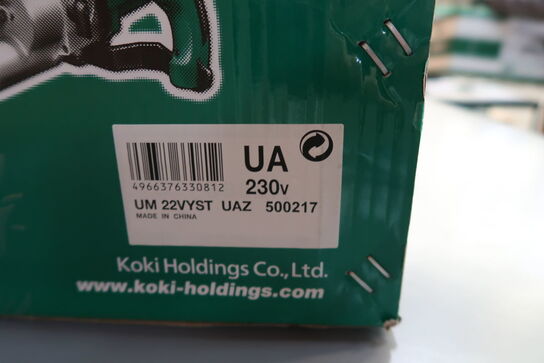 UA
4966376330812
230v
UM 22VYST UAZ 500217
MADE IN CHINA
Koki Holdings Co., Ltd.
www.koki-holdings.com